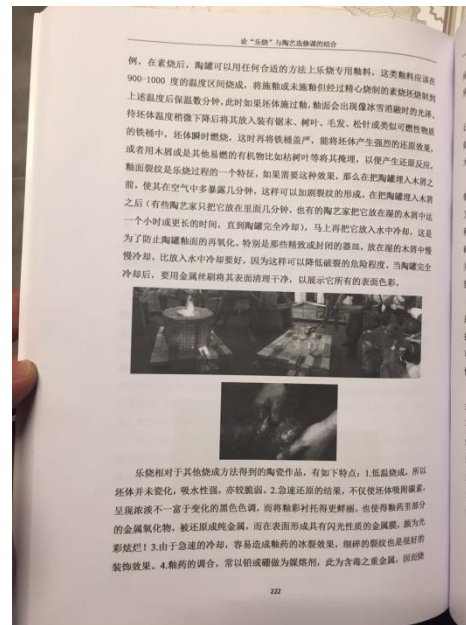 论“乐烧”与陶艺选修课的结合
例，在素烧后，陶罐可以用任何合适的方法上乐烧专用釉料，这类釉料应该在
900-1000 度的温度区间烧成，将施釉或未施釉但经过精心烧制的素烧坯烧制到
上述温度后保温数分钟，此时如果坯体施过釉，釉面会出现像冰雪消融时的光泽。
待坯体温度稍微下降后将其放入装有锯末、树叶、毛发、松针或类似可燃性物质
的铁桶中，坯体瞬时燃烧，这时再将铁桶盖严，能将坯体产生强烈的还原效果，
或者用木屑或是其他易燃的有机物比如枯树叶等将其掩埋，以便产生还原反应。
釉面裂纹是乐烧过程的一个特征，如果需要这种效果，那么在把陶罐埋入木屑之
前，使其在空气中多暴露几分钟，这样可以加剧裂纹的形成。在把陶罐埋入木屑
之后（有些陶艺家只把它放在里面几分钟，也有的陶艺家把它放在湿的木屑中达
一个小时或更长的时间，直到陶罐完全冷却），马上再把它放入水中冷却，这是
为了防止陶罐釉面的再氧化。特别是那些精致或封闭的器皿，放在湿的木屑中慢
慢冷却，比放入水中冷却要好，因为这样可以降低破裂的危险程度。当陶罐完全
冷却后，要用金属丝刷将其表面清理干净，以展示它所有的表面色彩。
乐烧相对于其他烧成方法得到的陶瓷作品，有如下特点：1.低温烧成，所以
坯体并未瓷化，吸水性强，亦较脆弱。2.急速还原的结果，不仅使坯体吸附碳素，
呈现浓淡不一富于变化的黑色色调，而将釉彩衬托得更鲜丽，也使得釉药里部分
的金属氧化物，被还原成纯金属，而在表面形成具有闪光性质的金属膜，颇为光
彩炫烂！3.由于急速的冷却，容易造成釉药的冰裂效果，细碎的裂纹也是很好的
装饰效果。4.釉药的调合，常以铅或硼做为媒熔剂，此为含毒之重金属，因而烧
222